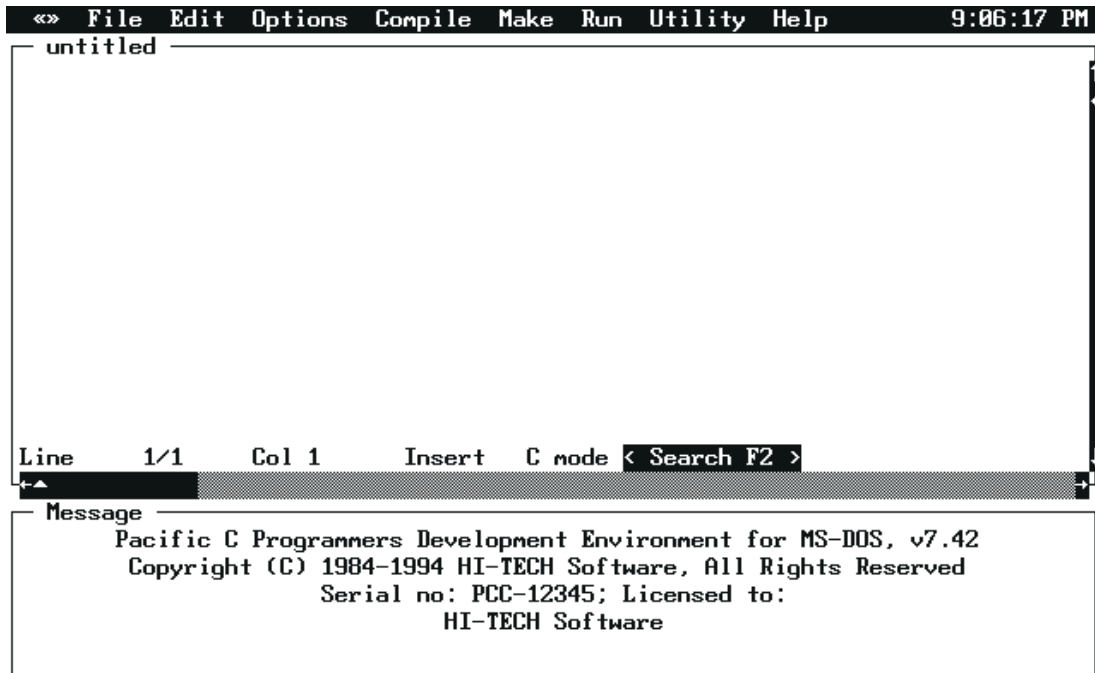 «» File Edit Options Compile Make Run Utility Help 9:06:17 PM
untitled
Line 1/1 Col 1 Insert C mode < Search F2 >
Message
Pacific C Programmers Development Environment for MS-DOS, v7.42
Copyright (C) 1984-1994 HI-TECH Software, All Rights Reserved
Serial no: PCC-12345; Licensed to:
HI-TECH Software